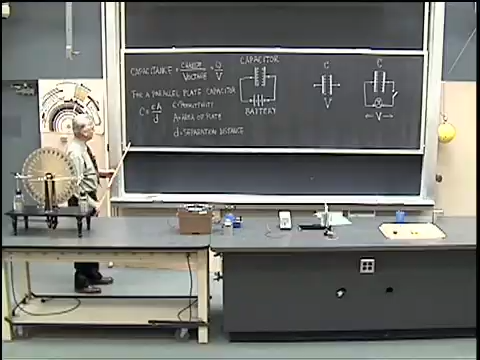 CAPACITANCE = CHARGE / VOLTAGE = Q / V
FOR A PARALLEL PLATE CAPACITOR
C = εA / d
ε = PERMITTIVITY
A = AREA OF PLATE
d = SEPARATION DISTANCE
CAPACITOR
BATTERY
C
V
C
V